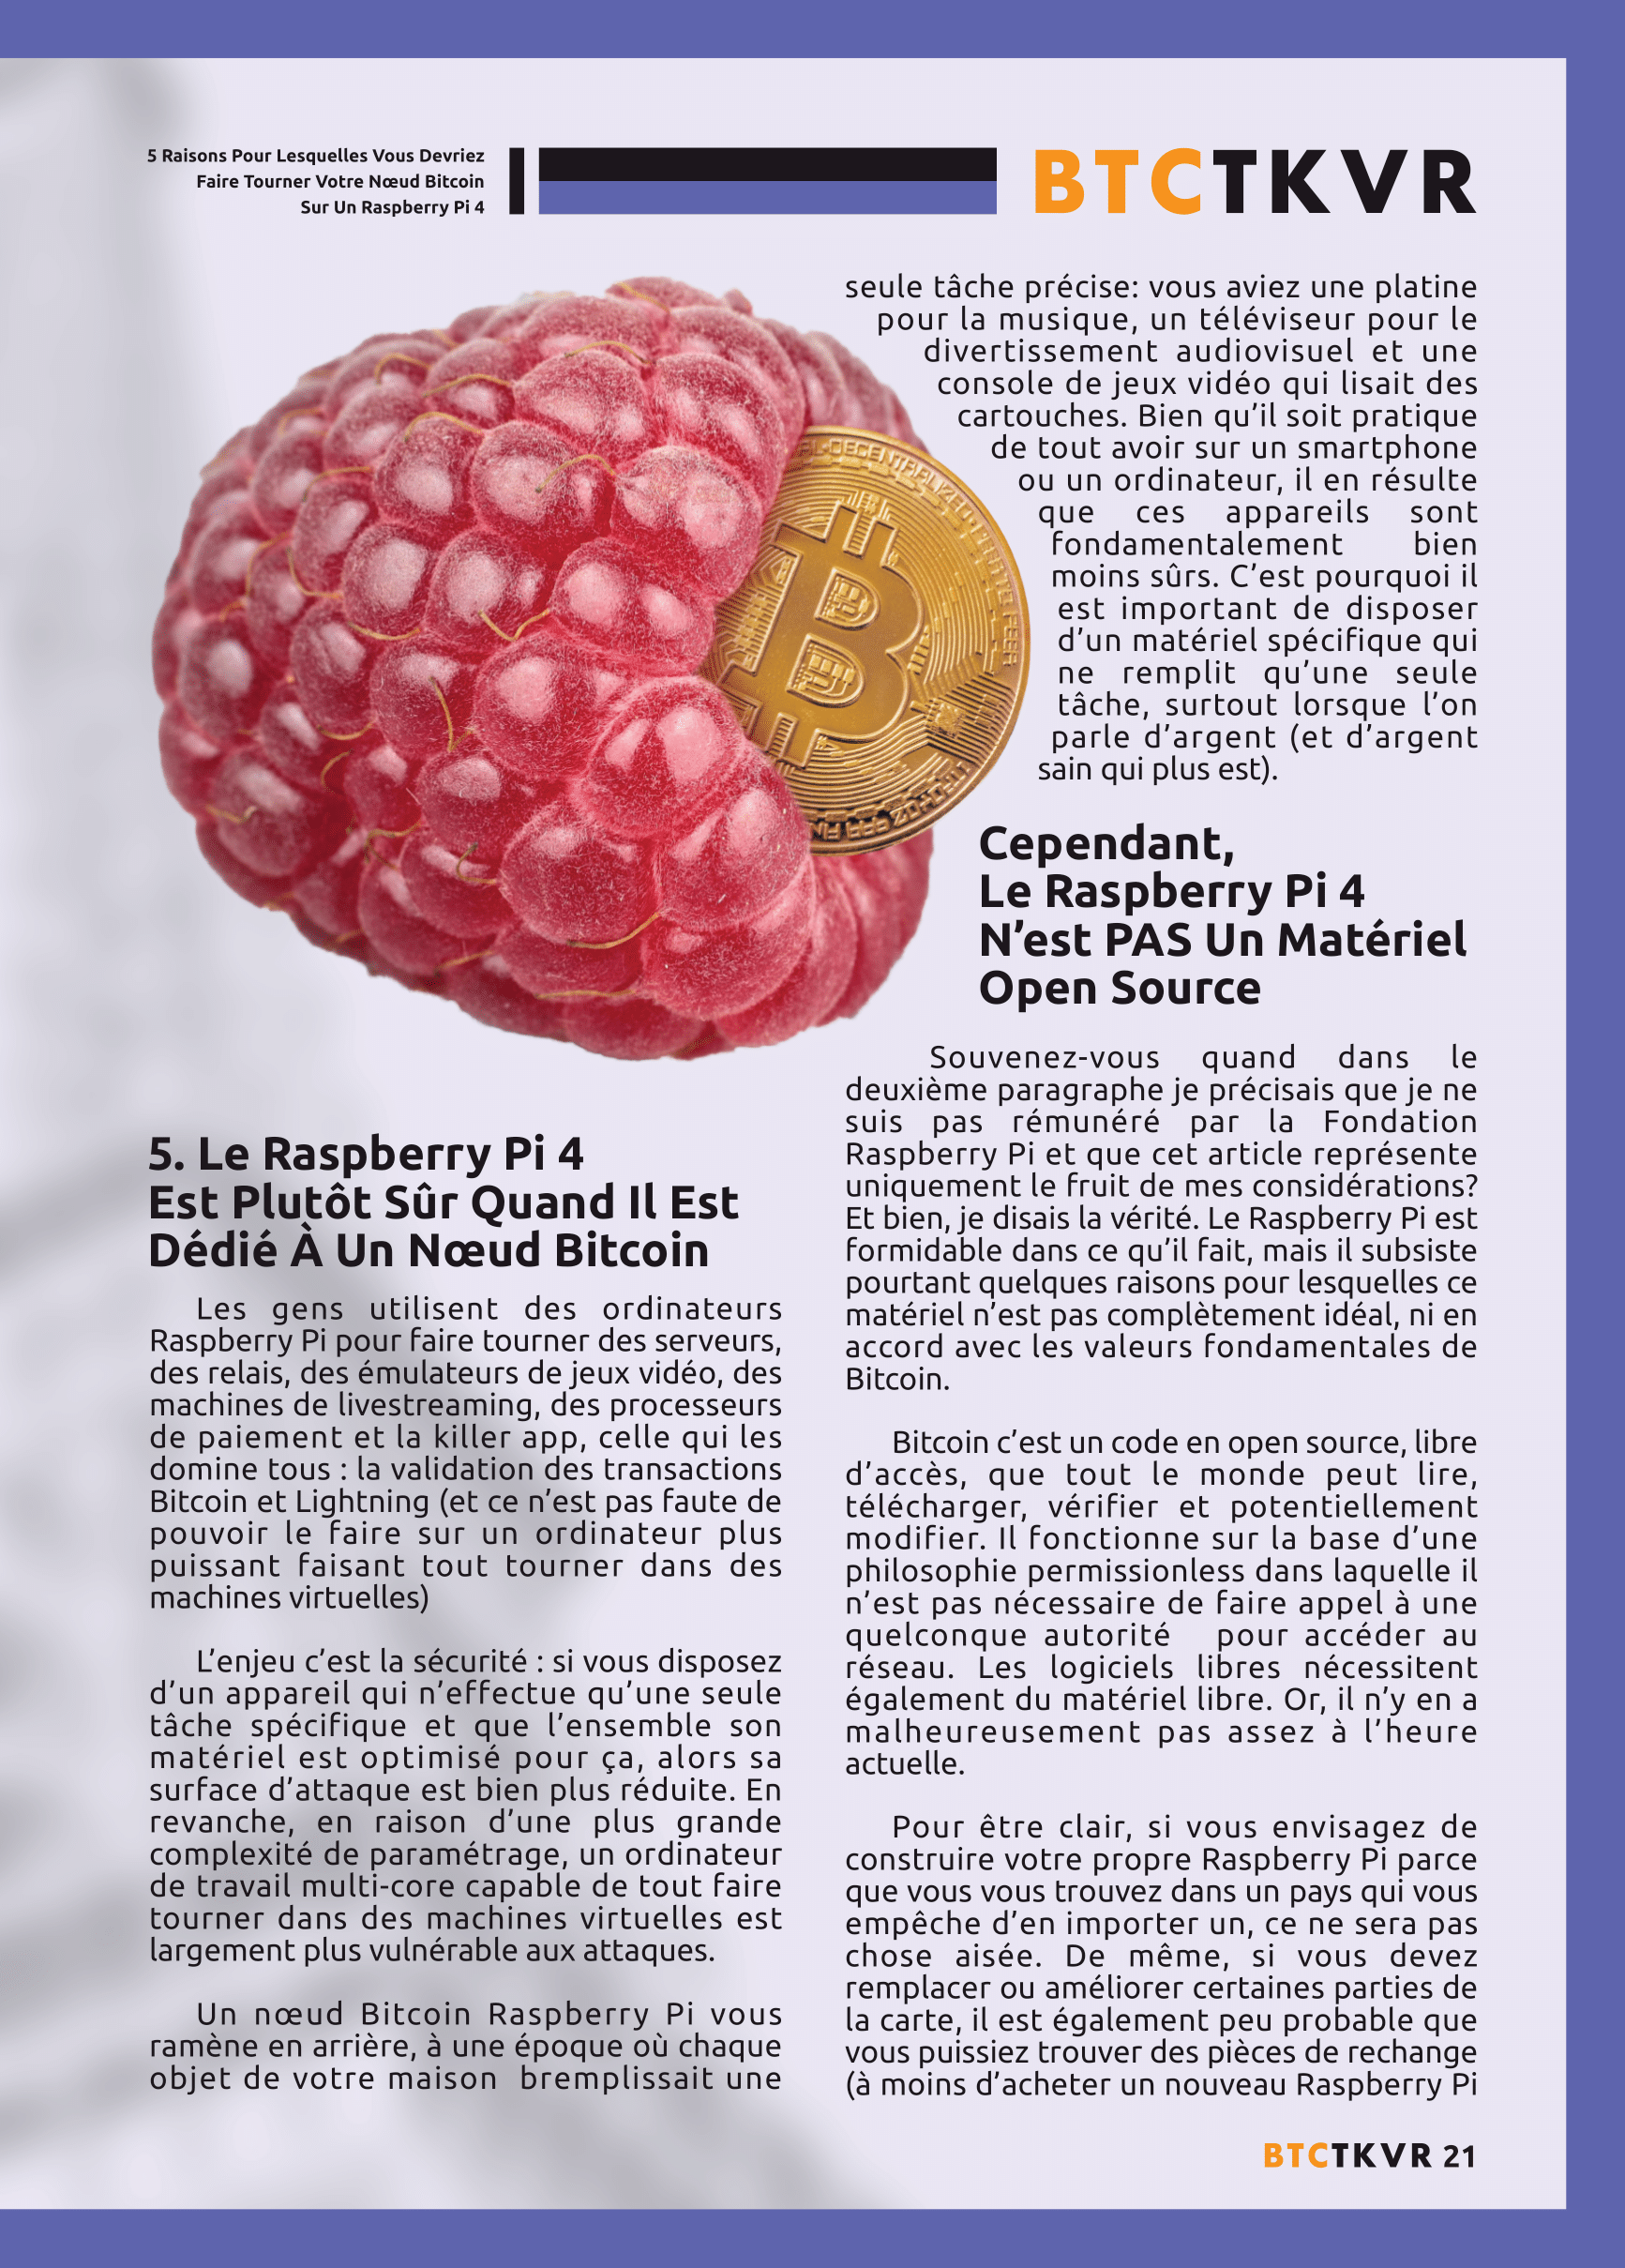 5 Raisons Pour Lesquelles Vous Devriez
Faire Tourner Votre Nœud Bitcoin
Sur Un Raspberry Pi 4
BTCTKVR
5. Le Raspberry Pi 4
Est Plutôt Sûr Quand Il Est
Dédié À Un Nœud Bitcoin
Les gens utilisent des ordinateurs
Raspberry Pi pour faire tourner des serveurs,
des relais, des émulateurs de jeux vidéo, des
machines de livestreaming, des processeurs
de paiement et la killer app, celle qui les
domine tous : la validation des transactions
Bitcoin et Lightning (et ce n’est pas faute de
pouvoir le faire sur un ordinateur plus
puissant faisant tout tourner dans des
machines virtuelles)
L’enjeu c’est la sécurité : si vous disposez
d’un appareil qui n’effectue qu’une seule
tâche spécifique et que l’ensemble son
matériel est optimisé pour ça, alors sa
surface d’attaque est bien plus réduite. En
revanche, en raison d’une plus grande
complexité de paramétrage, un ordinateur
de travail multi-core capable de tout faire
tourner dans des machines virtuelles est
largement plus vulnérable aux attaques.
Un nœud Bitcoin Raspberry Pi vous
ramène en arrière, à une époque où chaque
objet de votre maison bremplissait une
seule tâche précise: vous aviez une platine
pour la musique, un téléviseur pour le
divertissement audiovisuel et une
console de jeux vidéo qui lisait des
cartouches. Bien qu’il soit pratique
de tout avoir sur un smartphone
ou un ordinateur, il en résulte
que ces appareils sont
fondamentalement bien
moins sûrs. C’est pourquoi il
est important de disposer
d’un matériel spécifique qui
ne remplit qu’une seule
tâche, surtout lorsque l’on
parle d’argent (et d’argent
sain qui plus est).
Cependant,
Le Raspberry Pi 4
N’est PAS Un Matériel
Open Source
Souvenez-vous quand dans le
deuxième paragraphe je précisais que je ne
suis pas rémunéré par la Fondation
Raspberry Pi et que cet article représente
uniquement le fruit de mes considérations?
Et bien, je disais la vérité. Le Raspberry Pi est
formidable dans ce qu’il fait, mais il subsiste
pourtant quelques raisons pour lesquelles ce
matériel n’est pas complètement idéal, ni en
accord avec les valeurs fondamentales de
Bitcoin.
Bitcoin c’est un code en open source, libre
d’accès, que tout le monde peut lire,
télécharger, vérifier et potentiellement
modifier. Il fonctionne sur la base d’une
philosophie permissionless dans laquelle il
n’est pas nécessaire de faire appel à une
quelconque autorité pour accéder au
réseau. Les logiciels libres nécessitent
également du matériel libre. Or, il n’y en a
malheureusement pas assez à l’heure
actuelle.
Pour être clair, si vous envisagez de
construire votre propre Raspberry Pi parce
que vous vous trouvez dans un pays qui vous
empêche d’en importer un, ce ne sera pas
chose aisée. De même, si vous devez
remplacer ou améliorer certaines parties de
la carte, il est également peu probable que
vous puissiez trouver des pièces de rechange
(à moins d’acheter un nouveau Raspberry Pi
BTCTKVR 21